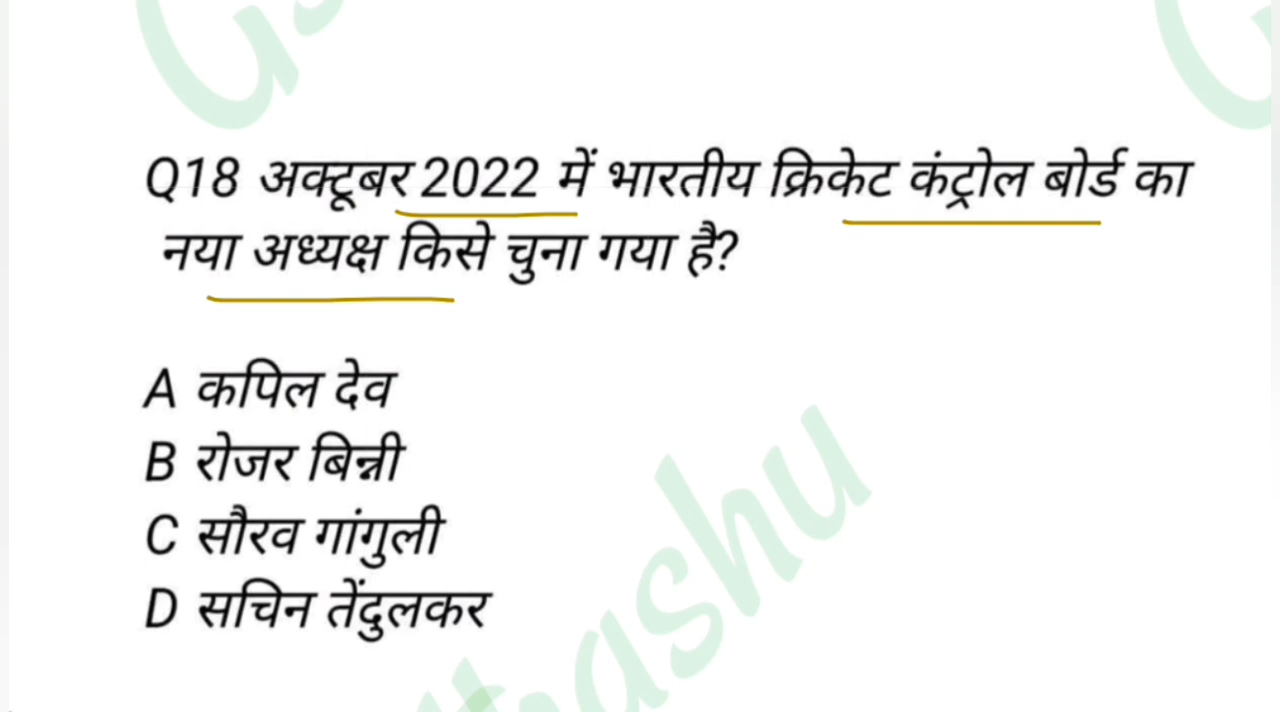 Q18 अक्टूबर 2022 में भारतीय क्रिकेट कंट्रोल बोर्ड का
नया अध्यक्ष किसे चुना गया है?
A कपिल देव
B रोजर बिन्नी
C सौरव गांगुली
D सचिन तेंदुलकर